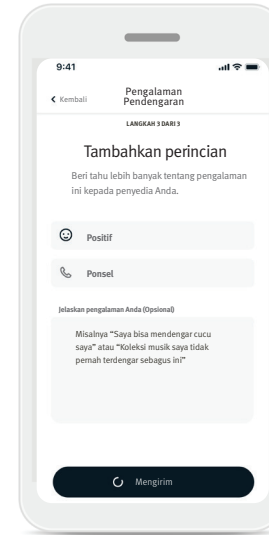 9:41
Kembali
Pengalaman
Pendengaran
LANGKAH 3 DARI 3
Tambahkan perincian
Beri tahu lebih banyak tentang pengalaman
ini kepada penyedia Anda.
Positif
Ponsel
Jelaskan pengalaman Anda (Opsional)
Misalnya “Saya bisa mendengar cucu
saya” atau “Koleksi musik saya tidak
pernah terdengar sebagus ini”
Mengirim